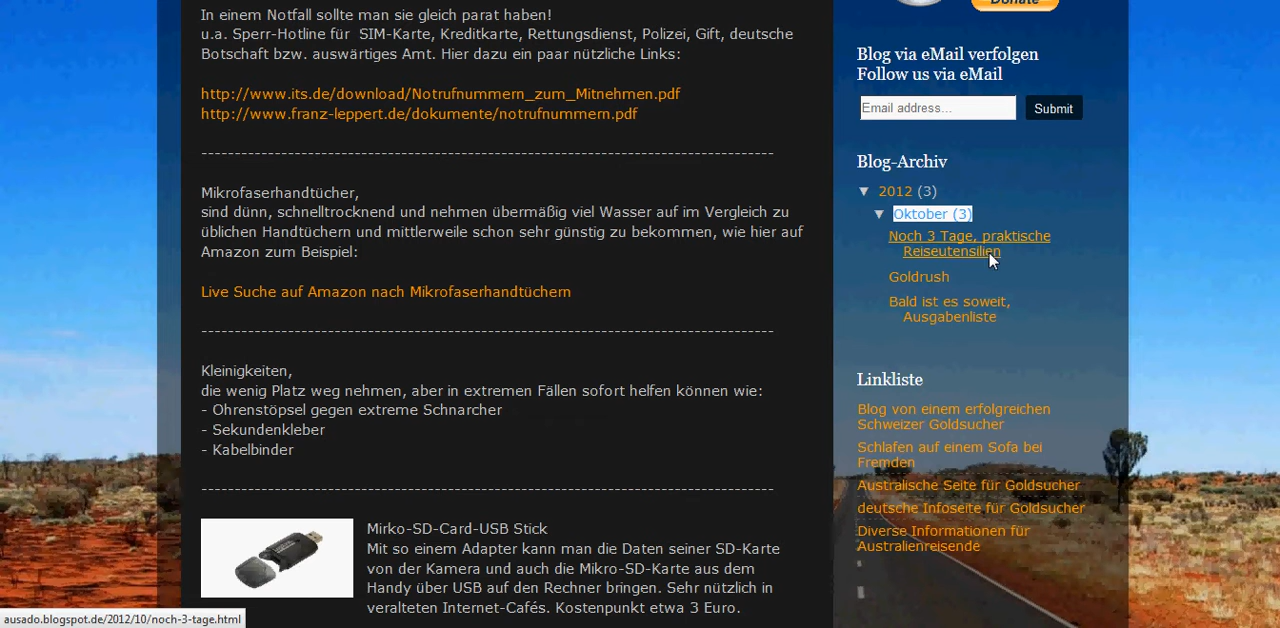 In einem Notfall sollte man sie gleich parat haben!
u.a. Sperr-Hotline für  SIM-Karte, Kreditkarte, Rettungsdienst, Polizei, Gift, deutsche
Botschaft bzw. auswärtiges Amt. Hier dazu ein paar nützliche Links:
http://www.its.de/download/Notrufnummern_zum_Mitnehmen.pdf
http://www.franz-leppert.de/dokumente/notrufnummern.pdf
-------------------------------------------------------------------------------------
Mikrofaserhandtücher,
sind dünn, schnelltrocknend und nehmen übermäßig viel Wasser auf im Vergleich zu
üblichen Handtüchern und mittlerweile schon sehr günstig zu bekommen, wie hier auf
Amazon zum Beispiel:
Live Suche auf Amazon nach Mikrofaserhandtüchern
-------------------------------------------------------------------------------------
Kleinigkeiten,
die wenig Platz weg nehmen, aber in extremen Fällen sofort helfen können wie:
- Ohrenstöpsel gegen extreme Schnarcher
- Sekundenkleber
- Kabelbinder
-------------------------------------------------------------------------------------
Mirko-SD-Card-USB Stick
Mit so einem Adapter kann man die Daten seiner SD-Karte
von der Kamera und auch die Mikro-SD-Karte aus dem
Handy über USB auf den Rechner bringen. Sehr nützlich in
veralteten Internet-Cafés. Kostenpunkt etwa 3 Euro.
Donate
Blog via eMail verfolgen
Follow us via eMail
Email address...
Submit
Blog-Archiv
▼ 2012 (3)
▼ Oktober (3)
Noch 3 Tage, praktische
Reiseutensilien
Goldrush
Bald ist es soweit,
Ausgabenliste
Linkliste
Blog von einem erfolgreichen
Schweizer Goldsucher
Schlafen auf einem Sofa bei
Fremden
Australische Seite für Goldsucher
deutsche Infoseite für Goldsucher
Diverse Informationen für
Australienreisende
ausado.blogspot.de/2012/10/noch-3-tage.html